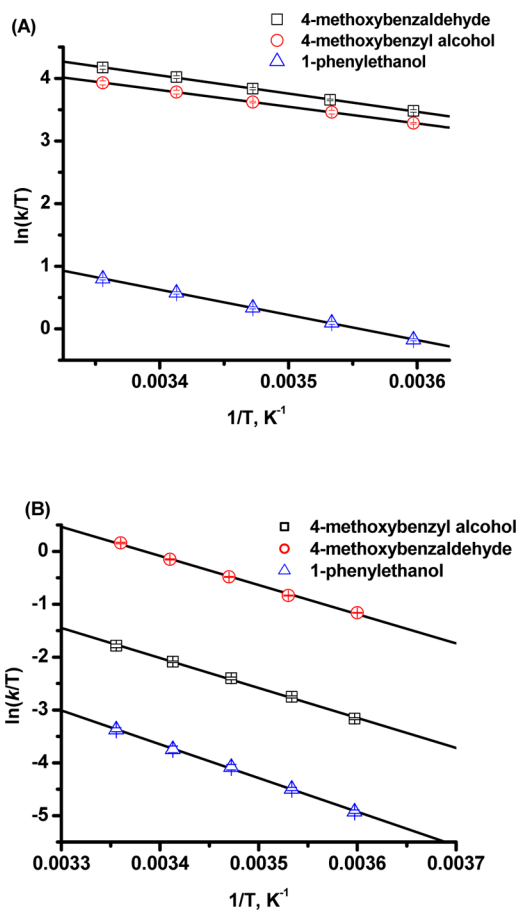 (A)
4-methoxybenzaldehyde
4-methoxybenzyl alcohol
1-phenylethanol
4
3
2
1
0
ln(k/T)
0.0034 0.0035 0.0036
1/T, K-1
(B)
4-methoxybenzyl alcohol
4-methoxybenzaldehyde
1-phenylethanol
0
-1
-2
-3
-4
-5
ln(k/T)
0.0033 0.0034 0.0035 0.0036 0.0037
1/T, K-1